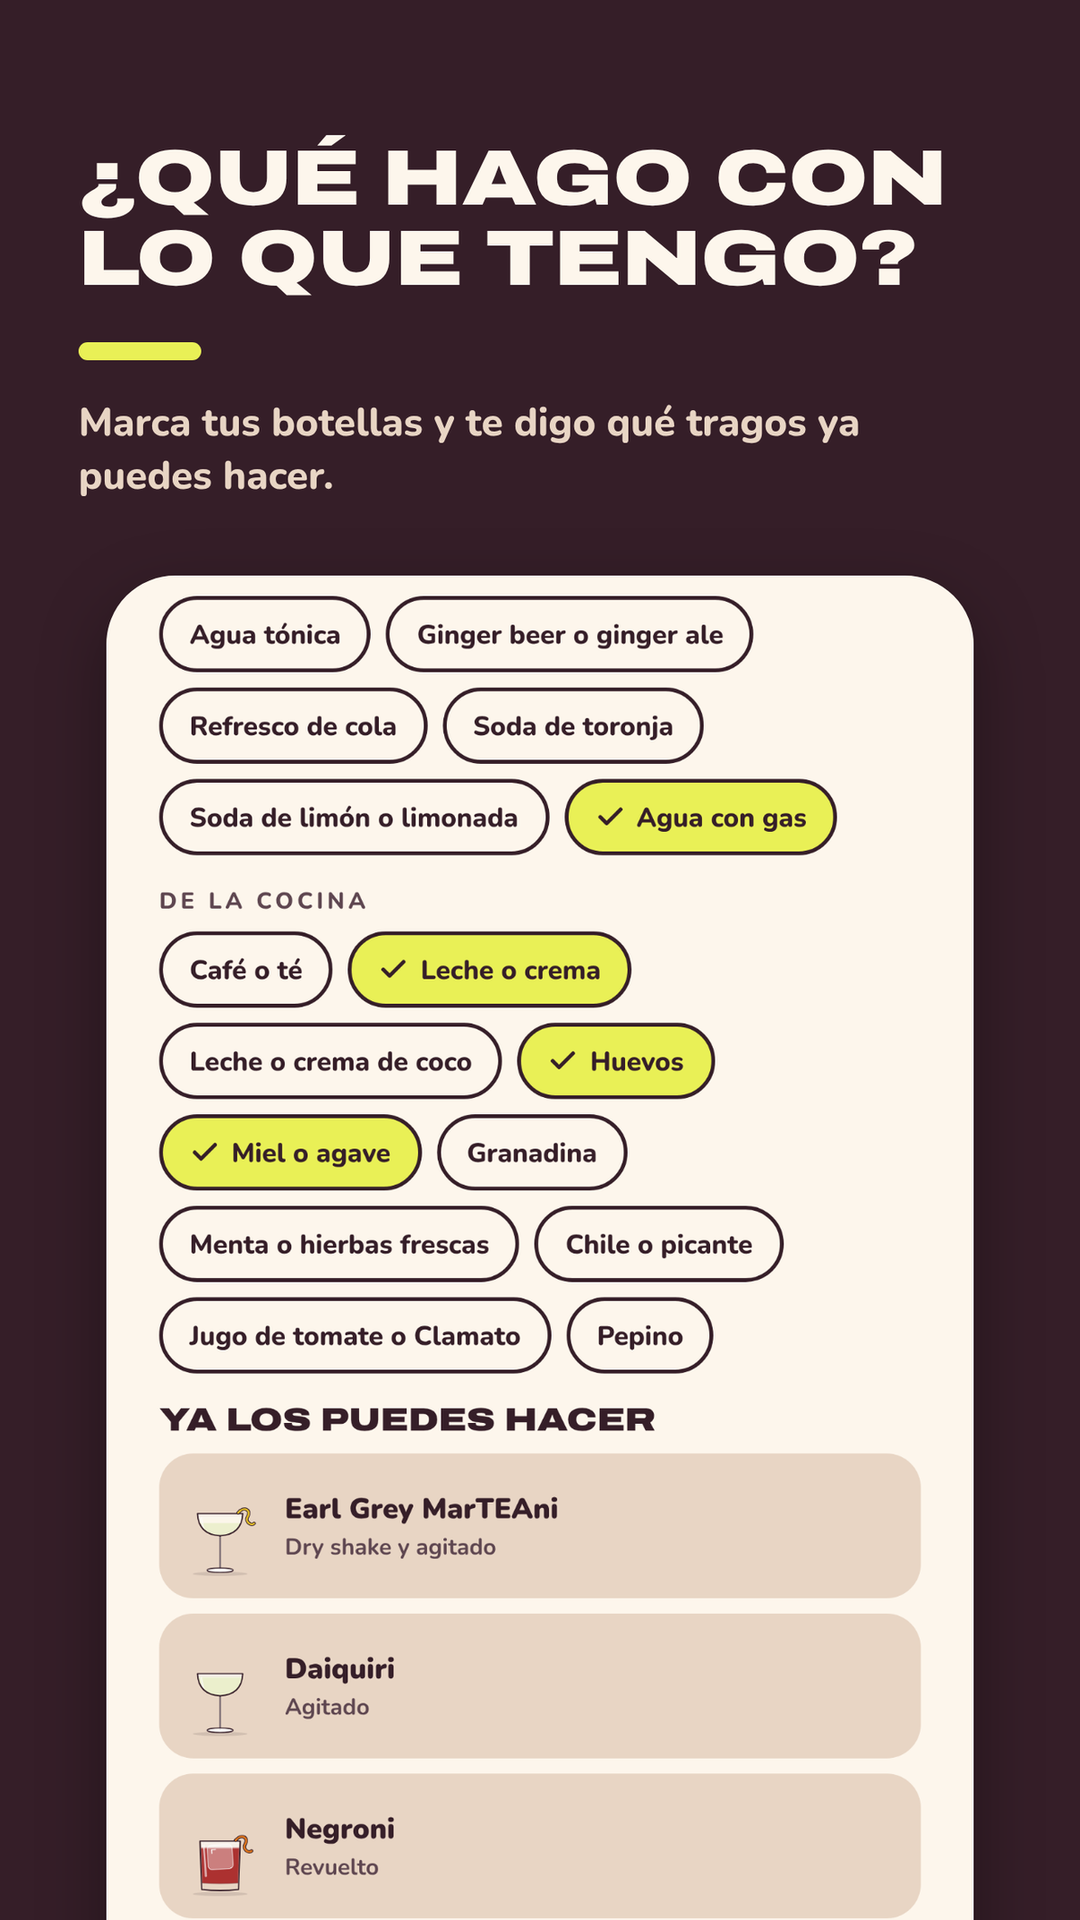 ¿QUÉ HAGO CON
LO QUE TENGO?
Marca tus botellas y te digo qué tragos ya
puedes hacer.
Agua tónica
Ginger beer o ginger ale
Refresco de cola
Soda de toronja
Soda de limón o limonada
Agua con gas
DE LA COCINA
Café o té
Leche o crema
Leche o crema de coco
Huevos
Miel o agave
Granadina
Menta o hierbas frescas
Chile o picante
Jugo de tomate o Clamato
Pepino
YA LOS PUEDES HACER
Earl Grey MarTEAni
Dry shake y agitado
Daiquiri
Agitado
Negroni
Revuelto